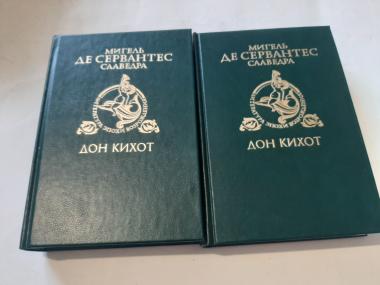 МИГЕЛЬ
ДЕ СЕРВАНТЕС
СААВЕДРА
ДОН КИХОТ
МИГЕЛЬ
ДЕ СЕРВАНТЕС
СААВЕДРА
ДОН КИХОТ